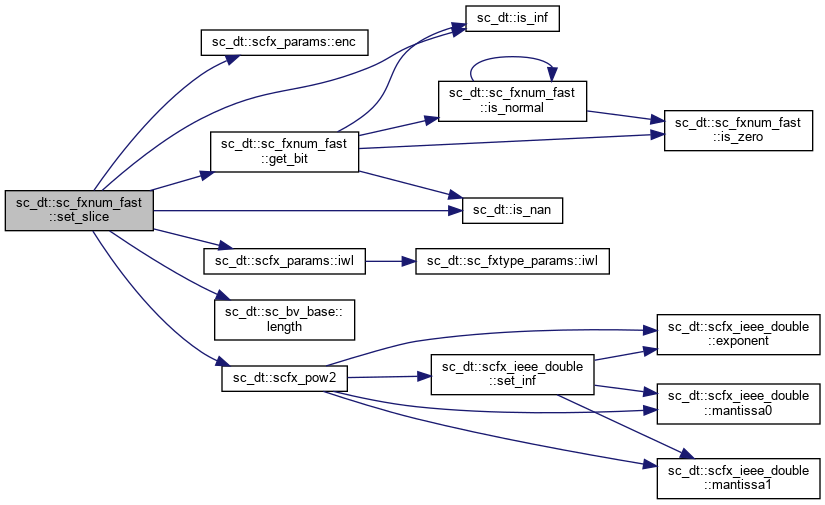 sc_dt::is_inf
sc_dt::scfx_params::enc
sc_dt::sc_fxnum_fast
::is_normal
sc_dt::sc_fxnum_fast
::is_zero
sc_dt::sc_fxnum_fast
::get_bit
sc_dt::sc_fxnum_fast
::set_slice
sc_dt::is_nan
sc_dt::scfx_params::iwl
sc_dt::sc_fxtype_params::iwl
sc_dt::sc_bv_base::
length
sc_dt::scfx_ieee_double
::exponent
sc_dt::scfx_pow2
sc_dt::scfx_ieee_double
::set_inf
sc_dt::scfx_ieee_double
::mantissa0
sc_dt::scfx_ieee_double
::mantissa1